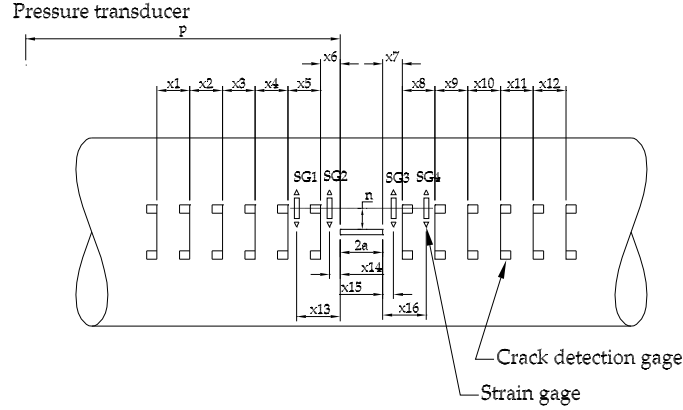 Pressure transducer
p
x6 x7
x1 x2 x3 x4 x5 x8 x9 x10 x11 x12
SG1 SG2 SG3 SG4
n
2a
x14
x15
x13 x16
Crack detection gage
Strain gage